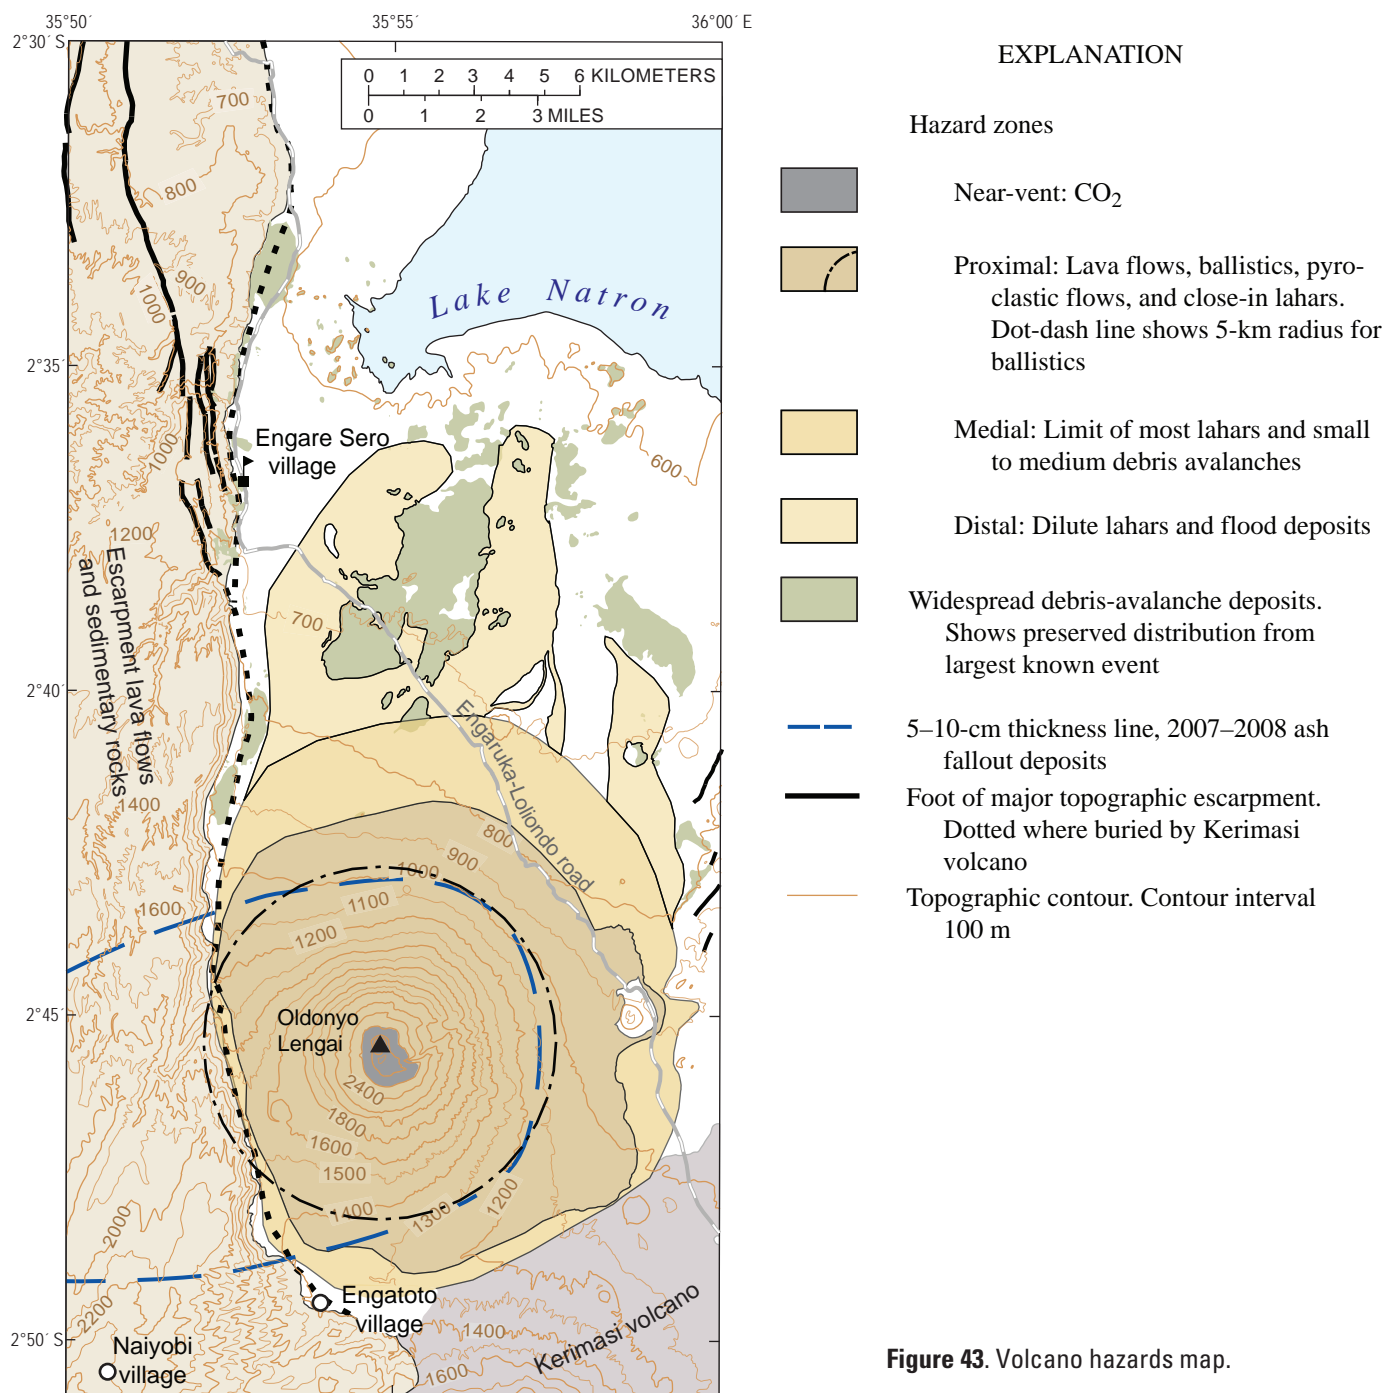 35°50´
35°55´
36°00´ E
2°30´ S
0 1 2 3 4 5 6 KILOMETERS
0 1 2 3 MILES
700
800
900
1000
Lake Natron
2°35´
Engare Sero
village
1000
600
1200
Escarpment lava flows
and sedimentary rocks
700
2°40´
Engaruka-Loliondo road
1400
800
900
1000
1100
1600
1200
2°45´
Oldonyo
Lengai
2400
1800
1600
1500
1400
1300
1200
2000
2200
Engatoto
village
2°50´ S
Naiyobi
village
Kerimasi volcano
1400
1600
EXPLANATION
Hazard zones
Near-vent: CO2
Proximal: Lava flows, ballistics, pyro-
clastic flows, and close-in lahars.
Dot-dash line shows 5-km radius for
ballistics
Medial: Limit of most lahars and small
to medium debris avalanches
Distal: Dilute lahars and flood deposits
Widespread debris-avalanche deposits.
Shows preserved distribution from
largest known event
5–10-cm thickness line, 2007–2008 ash
fallout deposits
Foot of major topographic escarpment.
Dotted where buried by Kerimasi
volcano
Topographic contour. Contour interval
100 m
Figure 43. Volcano hazards map.